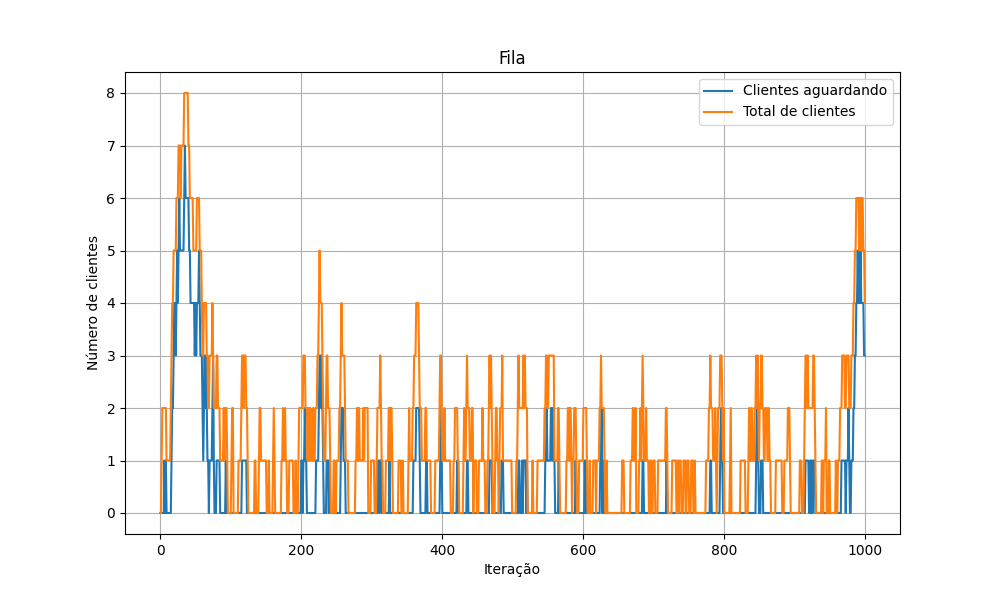 Fila
Clientes aguardando
Total de clientes
Número de clientes
8
7
6
5
4
3
2
1
0
0 200 400 600 800 1000
Iteração